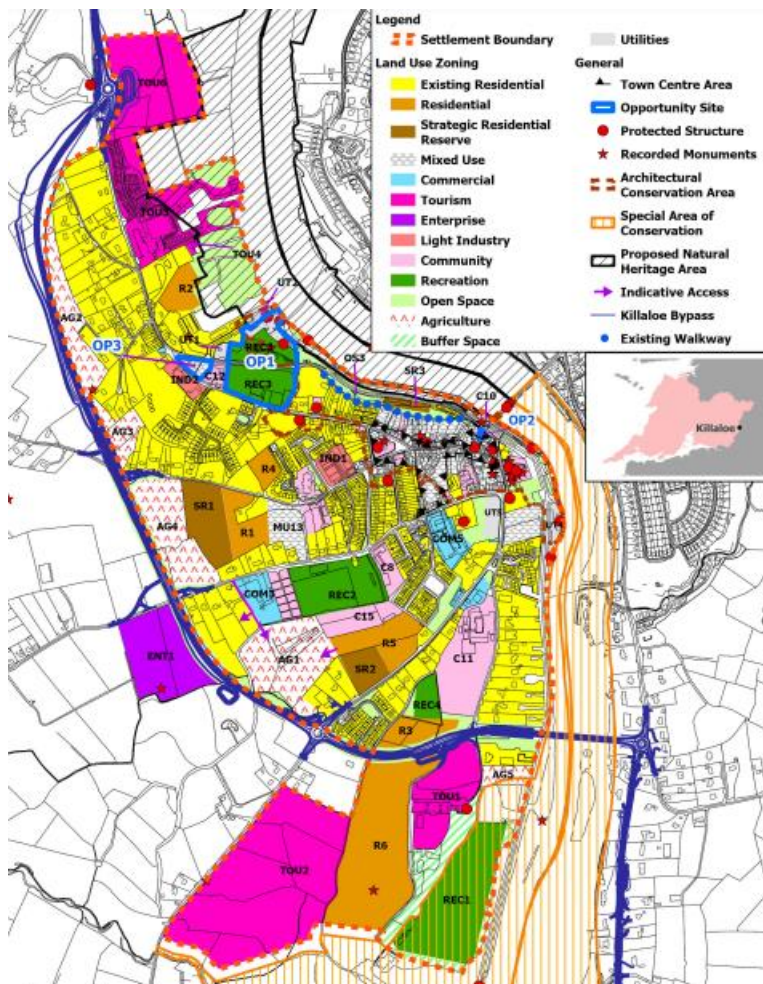 Legend
Settlement Boundary
Land Use Zoning
Existing Residential
Residential
Strategic Residential
Reserve
Mixed Use
Commercial
Tourism
Enterprise
Light Industry
Community
Recreation
Open Space
Agriculture
Buffer Space
Utilities
General
Town Centre Area
Opportunity Site
Protected Structure
Recorded Monuments
Architectural
Conservation Area
Special Area of
Conservation
Proposed Natural
Heritage Area
Indicative Access
Killaloe Bypass
Existing Walkway
Killaloe
TOU6
TOU3
TOU4
R2
UT2
AG2
OP3
UT1
OP1
REC3
IND2
C12
OS3
SR3
C10
OP2
AG3
R4
IND1
SR1
AG4
R1
MU13
UT3
COM5
C8
COM3
REC2
C15
ENT1
AG1
R5
SR2
C11
REC4
R3
AG5
TOU1
R6
TOU2
REC1